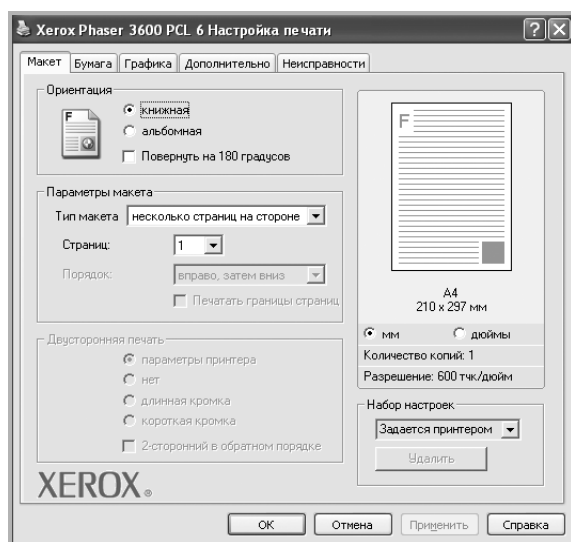 Xerox Phaser 3600 PCL 6 Настройка печати
Макет Бумага Графика Дополнительно Неисправности
Ориентация
F
книжная
альбомная
Повернуть на 180 градусов
Параметры макета
Тип макета несколько страниц на стороне
Страниц: 1
Порядок: вправо, затем вниз
Печатать границы страниц
Двусторонняя печать
параметры принтера
нет
длинная кромка
короткая кромка
2-сторонний в обратном порядке
XEROX®
F
A4
210 x 297 мм
мм дюймы
Количество копий: 1
Разрешение: 600 тчк/дюйм
Набор настроек
Задается принтером
Удалить
OK Отмена Применить Справка